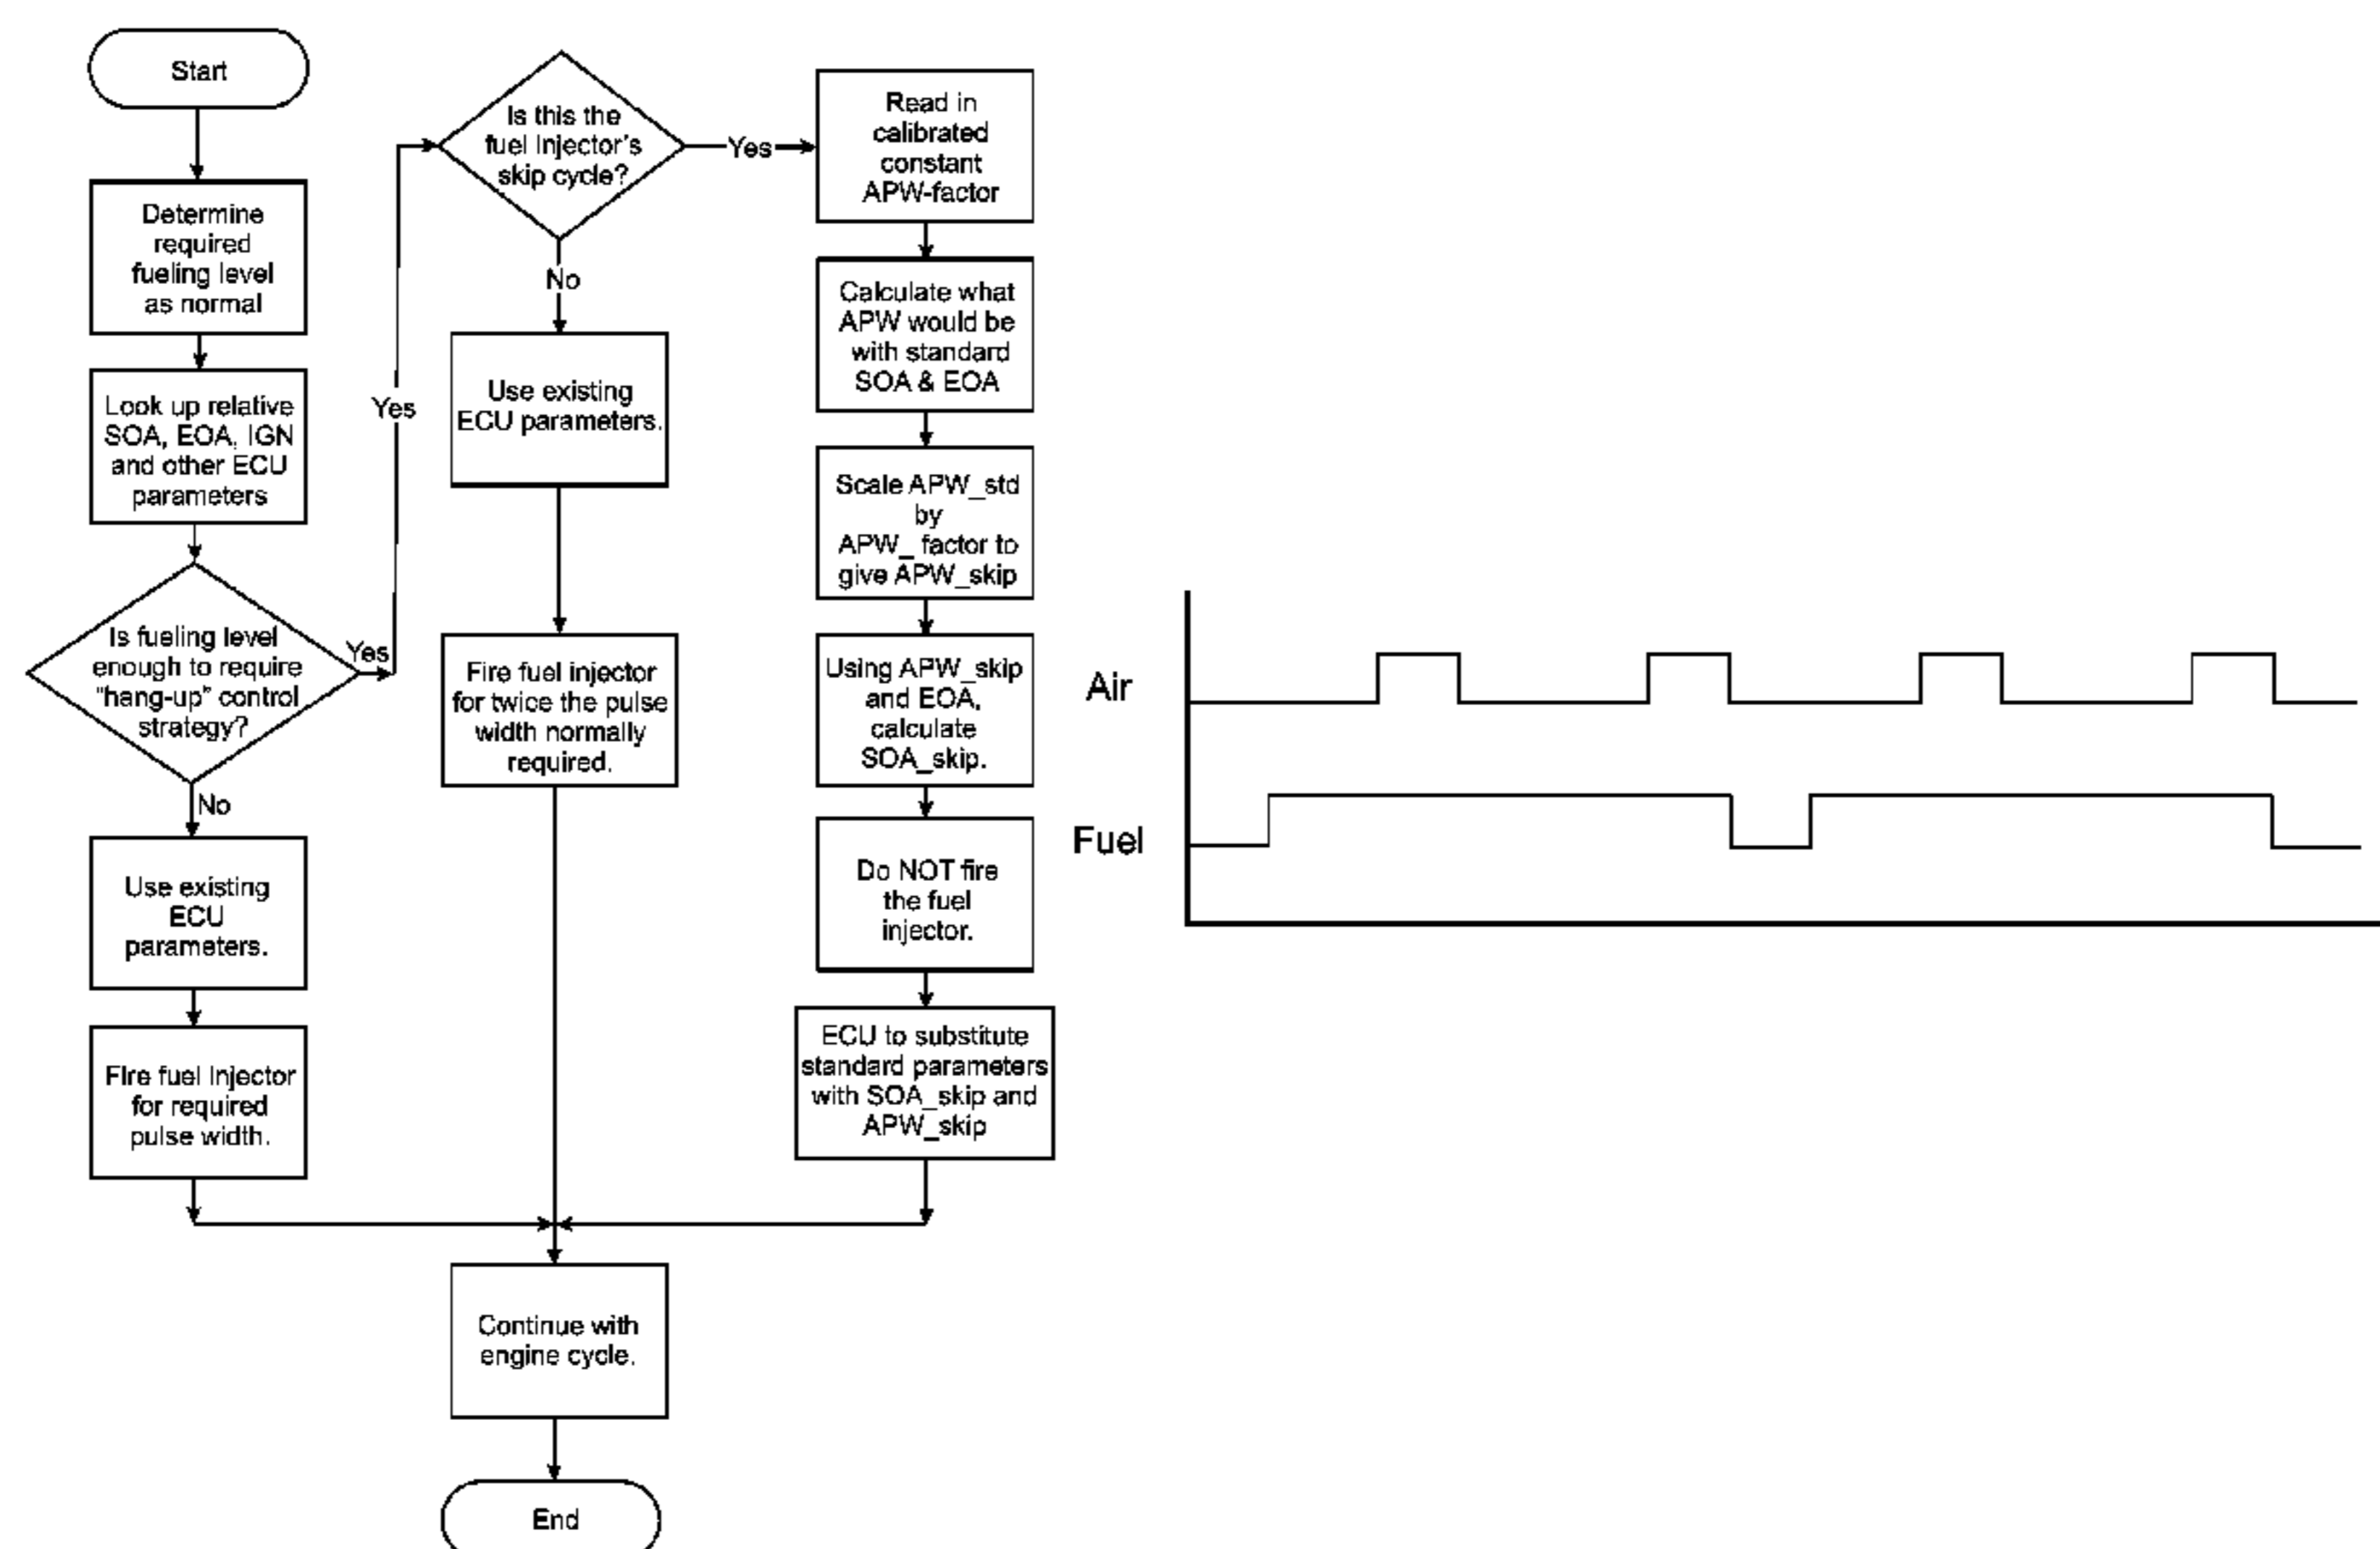 Start
Determine
required
fueling level
as normal
Look up relative
SOA, EOA, IGN
and other ECU
parameters
Is fueling level
enough to require
"hang-up" control
strategy?
Yes
No
Use existing
ECU
parameters.
Fire fuel Injector
for required
pulse width.
Yes
Is this the
fuel Injector's
skip cycle?
Yes
No
Use existing
ECU parameters.
Fire fuel injector
for twice the pulse
width normally
required.
Read in
calibrated
constant
APW-factor
Calculate what
APW would be
with standard
SOA & EOA
Scale APW_std
by
APW_ factor to
give APW_skip
Using APW_skip
and EOA,
calculate
SOA_skip.
Do NOT fire
the fuel
injector.
ECU to substitute
standard parameters
with SOA_skip and
APW_skip
Continue with
engine cycle.
End
Air
Fuel